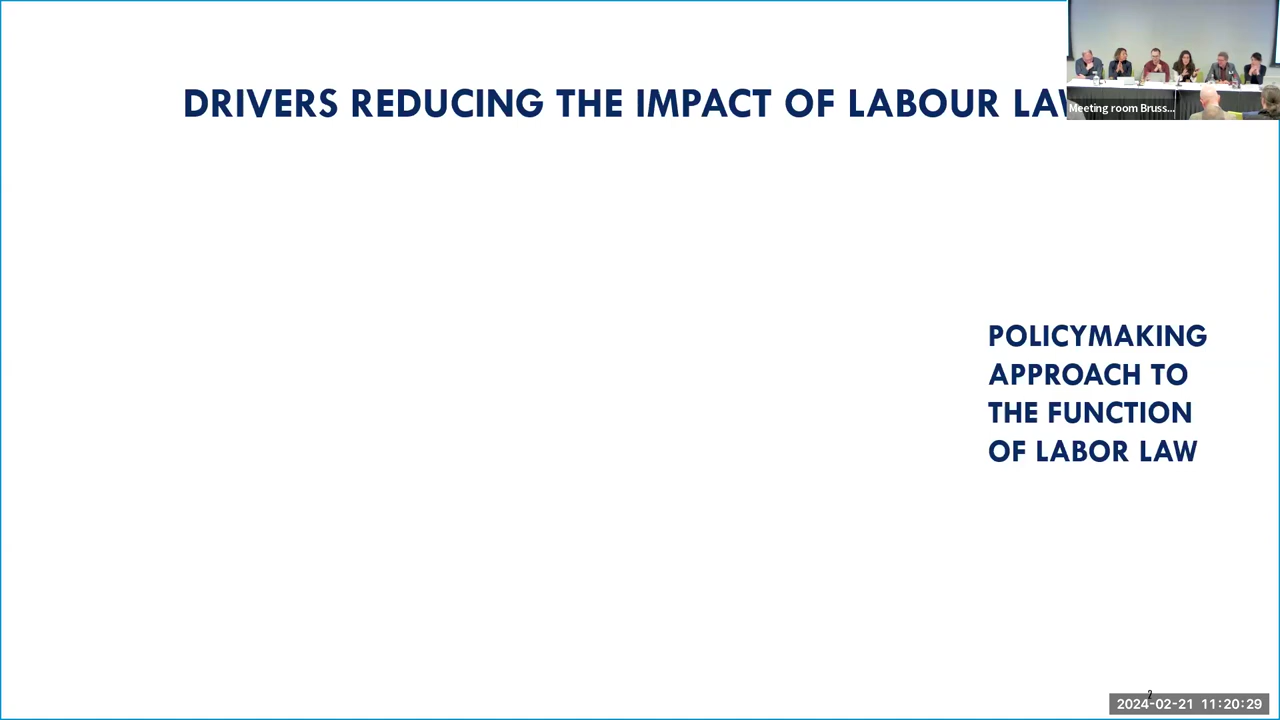 DRIVERS REDUCING THE IMPACT OF LABOUR LAW
Meeting room Bruss...
POLICYMAKING
APPROACH TO
THE FUNCTION
OF LABOR LAW
2
2024-02-21 11:20:29